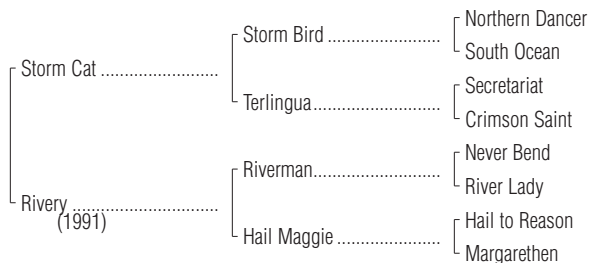 Northern Dancer
Storm Bird ........................
South Ocean
Storm Cat .........................
Secretariat
Terlingua...........................
Crimson Saint
Never Bend
Riverman...........................
River Lady
Rivery ...............................
(1991)
Hail to Reason
Hail Maggie ......................
Margarethen